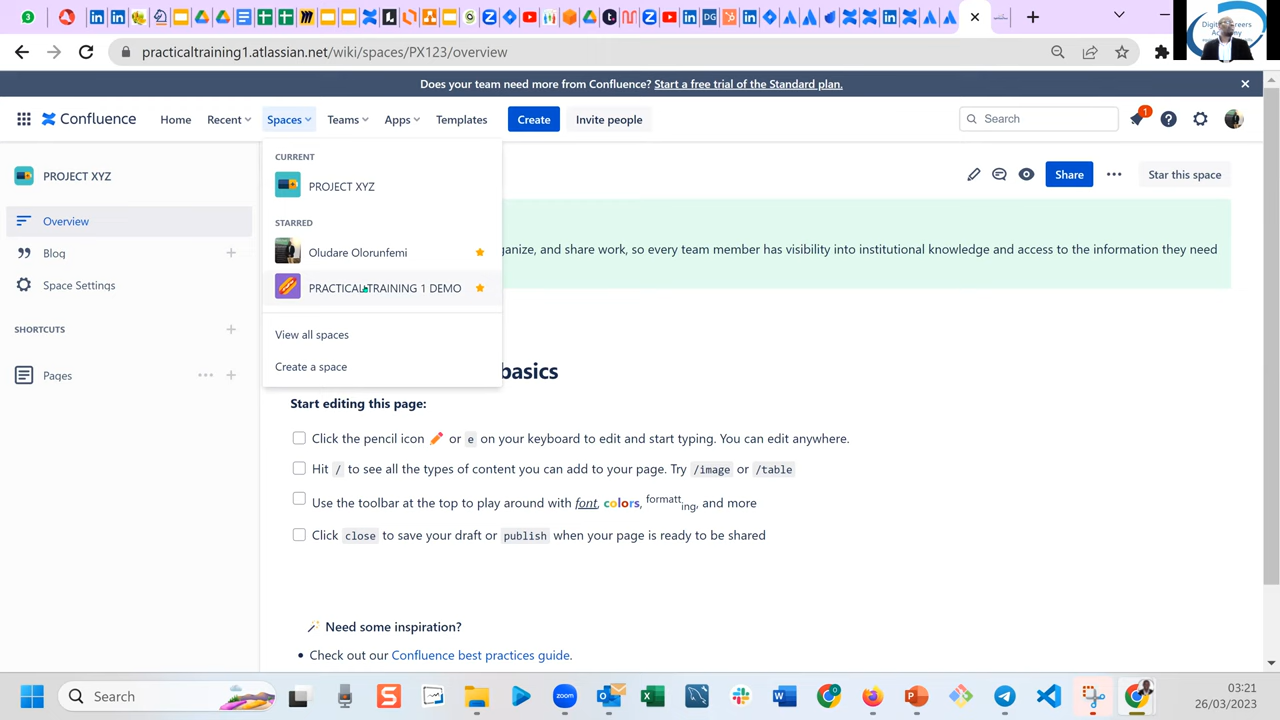 practicaltraining1.atlassian.net/wiki/spaces/PX123/overview
Does your team need more from Confluence? Start a free trial of the Standard plan.
Confluence
Home
Recent
Spaces
Teams
Apps
Templates
Create
Invite people
Search
1
PROJECT XYZ
Overview
Blog
Space Settings
SHORTCUTS
Pages
CURRENT
PROJECT XYZ
STARRED
Oludare Olorunfemi
PRACTICAL TRAINING 1 DEMO
View all spaces
Create a space
Share
Star this space
and share work, so every team member has visibility into institutional knowledge and access to the information they need
basics
Start editing this page:
Click the pencil icon or e on your keyboard to edit and start typing. You can edit anywhere.
Hit / to see all the types of content you can add to your page. Try /image or /table
Use the toolbar at the top to play around with font, colors, formatting, and more
Click close to save your draft or publish when your page is ready to be shared
Need some inspiration?
• Check out our Confluence best practices guide.
Search
03:21
26/03/2023